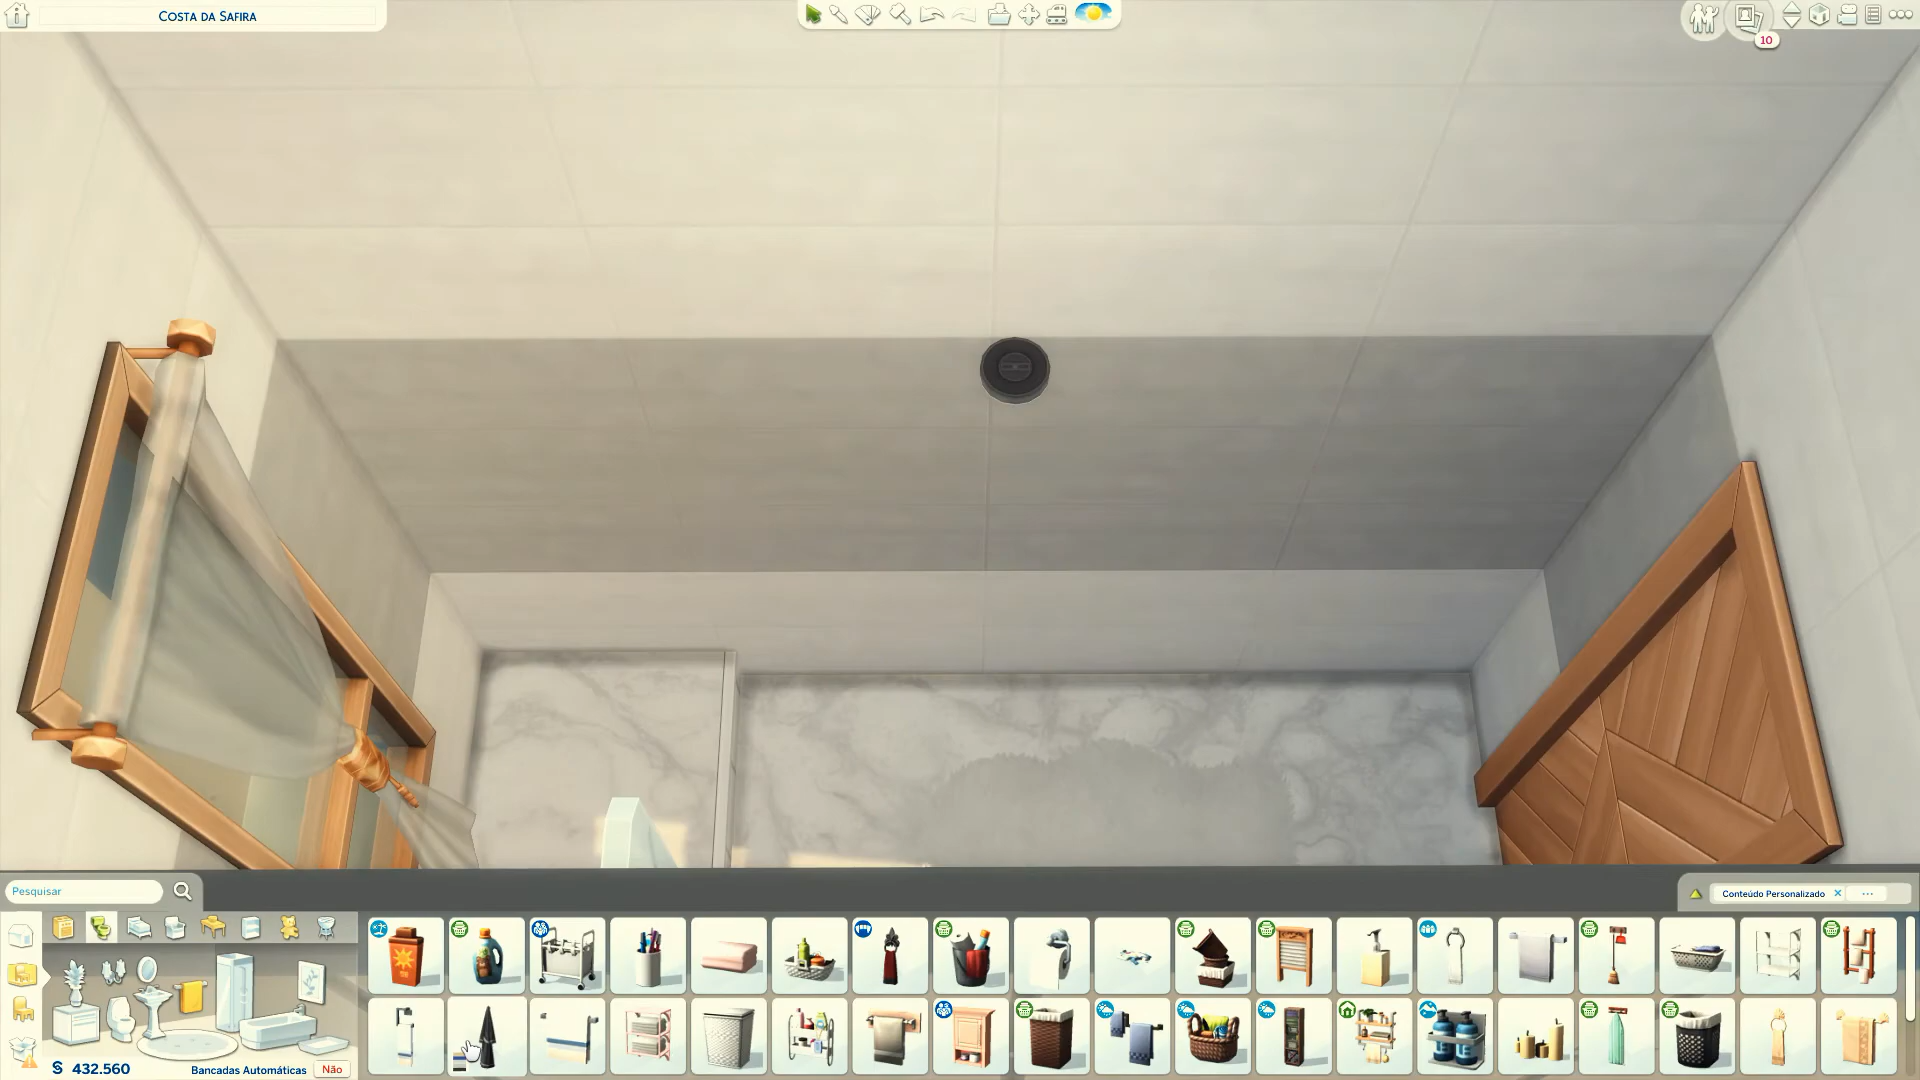 Costa da Safira
10
Pesquisar
Conteúdo Personalizado
432.560
Bancadas Automáticas
Não